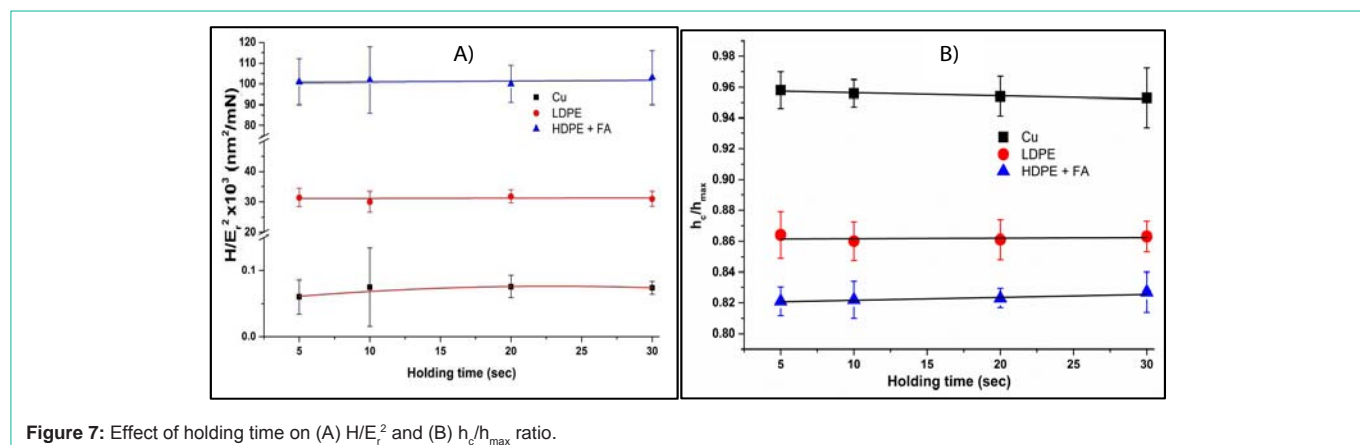 A)
120
110
100
90
80
40
30
20
0.1
0.0
H/E_r^2 x10^3 (nm^2/mN)
Cu
LDPE
HDPE + FA
5 10 15 20 25 30
Holding time (sec)
B)
0.98
0.96
0.94
0.92
0.90
0.88
0.86
0.84
0.82
0.80
h_c/h_max
Cu
LDPE
HDPE + FA
5 10 15 20 25 30
Holding time (sec)
Figure 7: Effect of holding time on (A) H/E_r^2 and (B) h_c/h_max ratio.